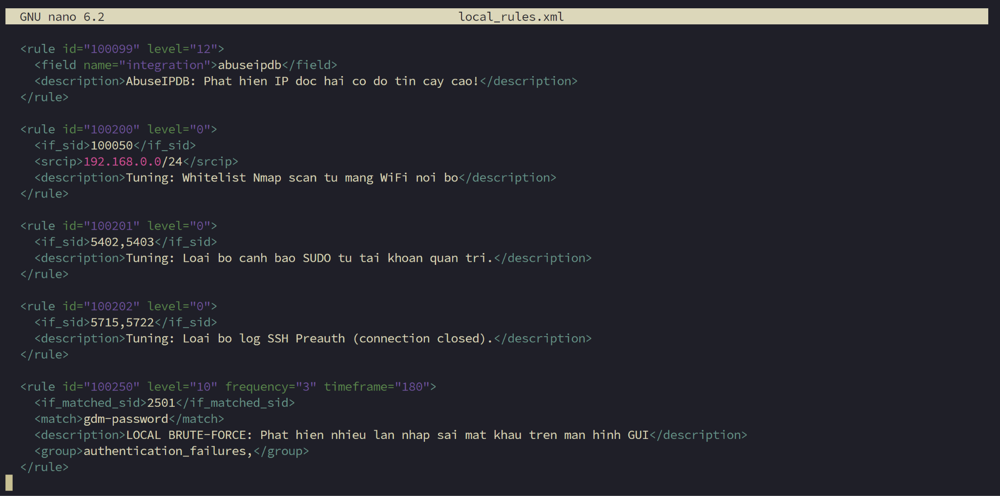 GNU nano 6.2 local_rules.xml
<rule id="100099" level="12">
<field name="integration">abuseipdb</field>
<description>AbuseIPDB: Phat hien IP doc hai co do tin cay cao!</description>
</rule>
<rule id="100200" level="0">
<if_sid>100050</if_sid>
<srcip>192.168.0.0/24</srcip>
<description>Tuning: Whitelist Nmap scan tu mang WiFi noi bo</description>
</rule>
<rule id="100201" level="0">
<if_sid>5402,5403</if_sid>
<description>Tuning: Loai bo canh bao SUDO tu tai khoan quan tri.</description>
</rule>
<rule id="100202" level="0">
<if_sid>5715,5722</if_sid>
<description>Tuning: Loai bo log SSH Preauth (connection closed).</description>
</rule>
<rule id="100250" level="10" frequency="3" timeframe="180">
<if_matched_sid>2501</if_matched_sid>
<match>gdm-password</match>
<description>LOCAL BRUTE-FORCE: Phat hien nhieu lan nhap sai mat khau tren man hinh GUI</description>
<group>authentication_failures,</group>
</rule>